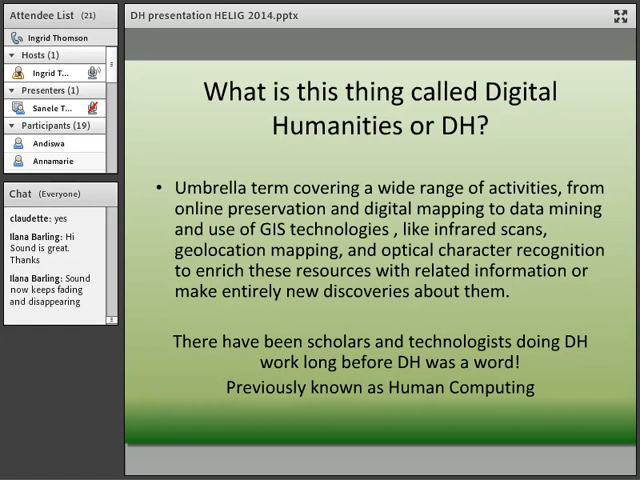 Attendee List (21)
Ingrid Thomson
Hosts (1)
Ingrid T...
Presenters (1)
Sanele T...
Participants (19)
Andiswa
Annamarie
Chat (Everyone)
claudette: yes
Ilana Barling: Hi
Sound is great.
Thanks
Ilana Barling: Sound
now keeps fading
and disappearing
DH presentation HELIG 2014.pptx
What is this thing called Digital
Humanities or DH?
• Umbrella term covering a wide range of activities, from
online preservation and digital mapping to data mining
and use of GIS technologies , like infrared scans,
geolocation mapping, and optical character recognition
to enrich these resources with related information or
make entirely new discoveries about them.
There have been scholars and technologists doing DH
work long before DH was a word!
Previously known as Human Computing